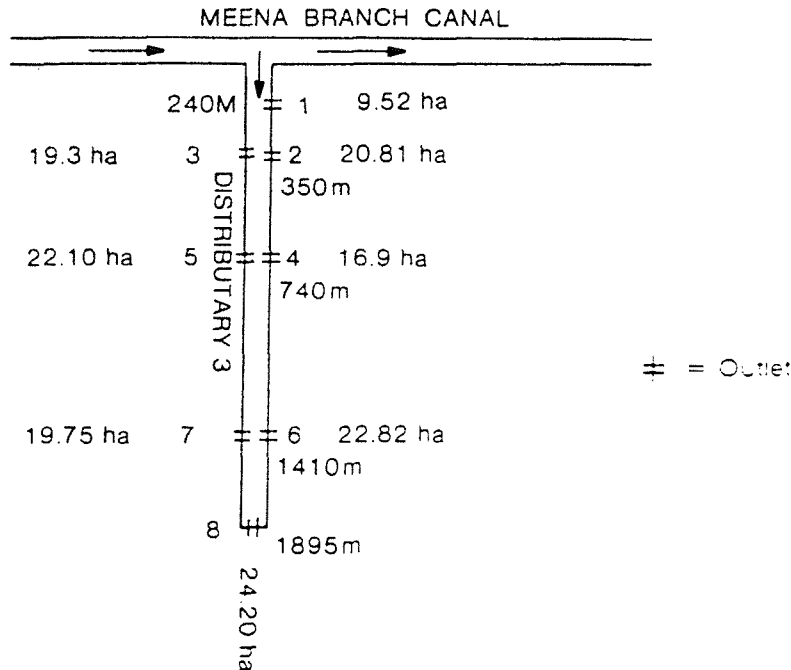 MEENA BRANCH CANAL
240M 1 9.52 ha
19.3 ha 3 2 20.81 ha
350m
DISTRIBUTARY 3
22.10 ha 5 4 16.9 ha
740m
= Outlet
19.75 ha 7 6 22.82 ha
1410m
8 1895m
24.20 ha